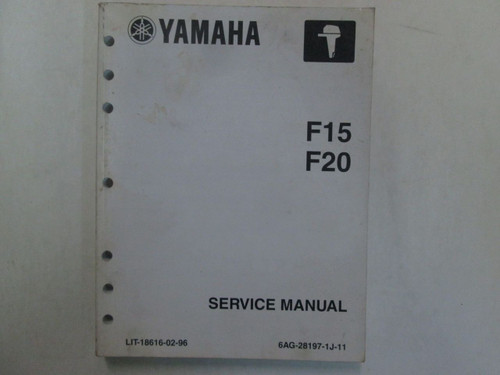 YAMAHA
F15
F20
SERVICE MANUAL
LIT-18616-02-96 6AG-28197-1J-11